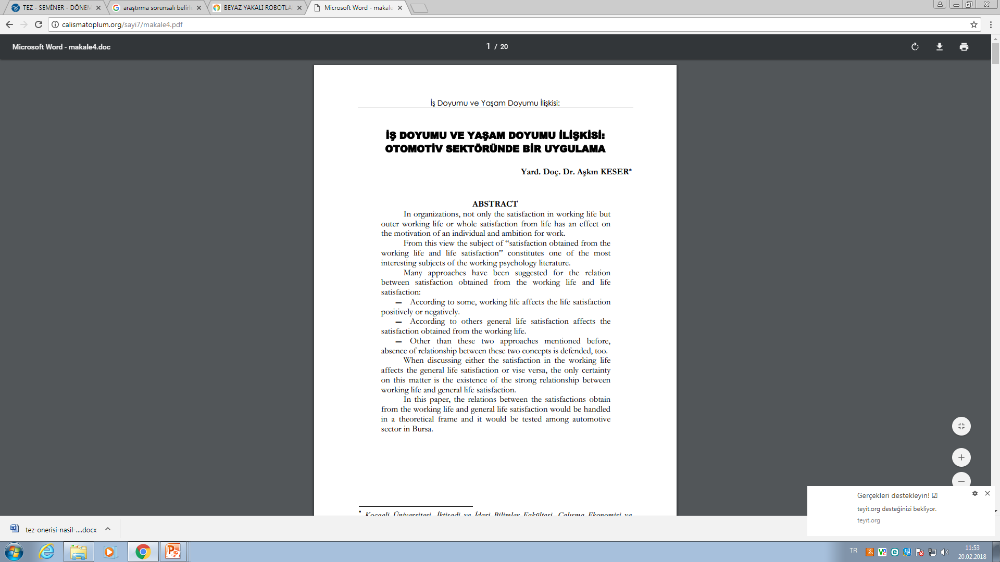 TEZ - SEMİNER - DÖNEM
araştırma sorunsalı belirle
BEYAZ YAKALI ROBOTLA
Microsoft Word - makale
calismatoplum.org/sayi7/makale4.pdf
Microsoft Word - makale4.doc
1 / 20
İş Doyumu ve Yaşam Doyumu İlişkisi:
İŞ DOYUMU VE YAŞAM DOYUMU İLİŞKİSİ:
OTOMOTİV SEKTÖRÜNDE BİR UYGULAMA
Yard. Doç. Dr. Aşkın KESER*
ABSTRACT
In organizations, not only the satisfaction in working life but
outer working life or whole satisfaction from life has an effect on
the motivation of an individual and ambition for work.
From this view the subject of “satisfaction obtained from the
working life and life satisfaction” constitutes one of the most
interesting subjects of the working psychology literature.
Many approaches have been suggested for the relation
between satisfaction obtained from the working life and life
satisfaction:
— According to some, working life affects the life satisfaction
positively or negatively.
— According to others general life satisfaction affects the
satisfaction obtained from the working life.
— Other than these two approaches mentioned before,
absence of relationship between these two concepts is defended, too.
When discussing either the satisfaction in the working life
affects the general life satisfaction or vise versa, the only certainty
on this matter is the existence of the strong relationship between
working life and general life satisfaction.
In this paper, the relations between the satisfactions obtain
from the working life and general life satisfaction would be handled
in a theoretical frame and it would be tested among automotive
sector in Bursa.
* Kocaeli Üniversitesi, İktisadi ve İdari Bilimler Fakültesi, Çalışma Ekonomisi ve
Gerçekleri destekleyin! ☑
teyit.org desteğinizi bekliyor.
teyit.org
tez-onerisi-nasil-....docx
TR
11:53
20.02.2018